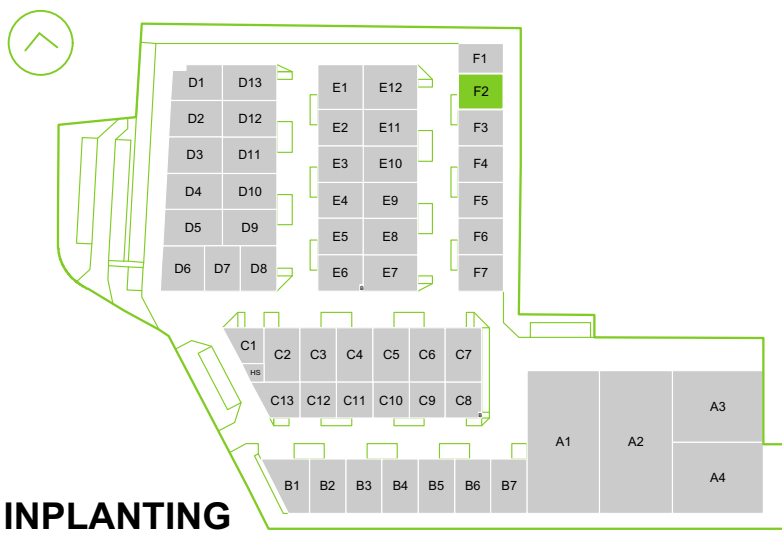 F1
D1 D13 E1 E12 F2
D2 D12 E2 E11 F3
D3 D11 E3 E10 F4
D4 D10 E4 E9 F5
D5 D9 E5 E8 F6
D6 D7 D8 E6 E7 F7
B
C1 C2 C3 C4 C5 C6 C7
HS
C13 C12 C11 C10 C9 C8
B
A1 A2 A3
A4
B1 B2 B3 B4 B5 B6 B7
INPLANTING